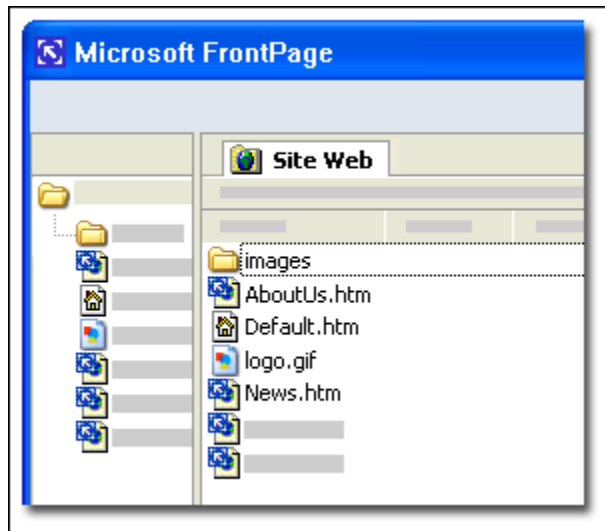 Microsoft FrontPage
Site Web
images
AboutUs.htm
Default.htm
logo.gif
News.htm